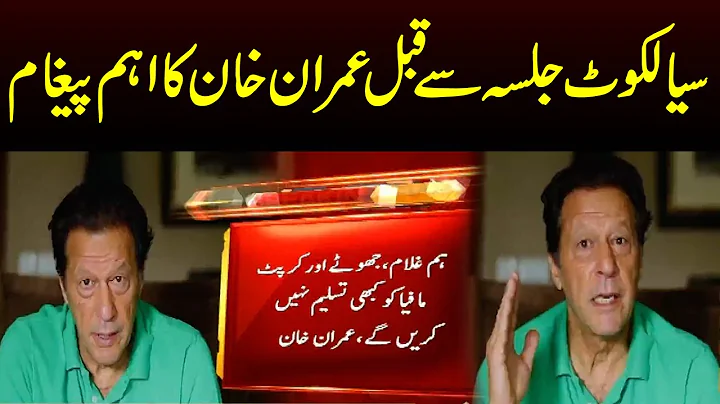 سیالکوٹ جلسہ سے قبل عمران خان کا اہم پیغام
ہم غلام، جھوٹے اور کرپٹ
مافیا کو کبھی تسلیم نہیں
کریں گے، عمران خان